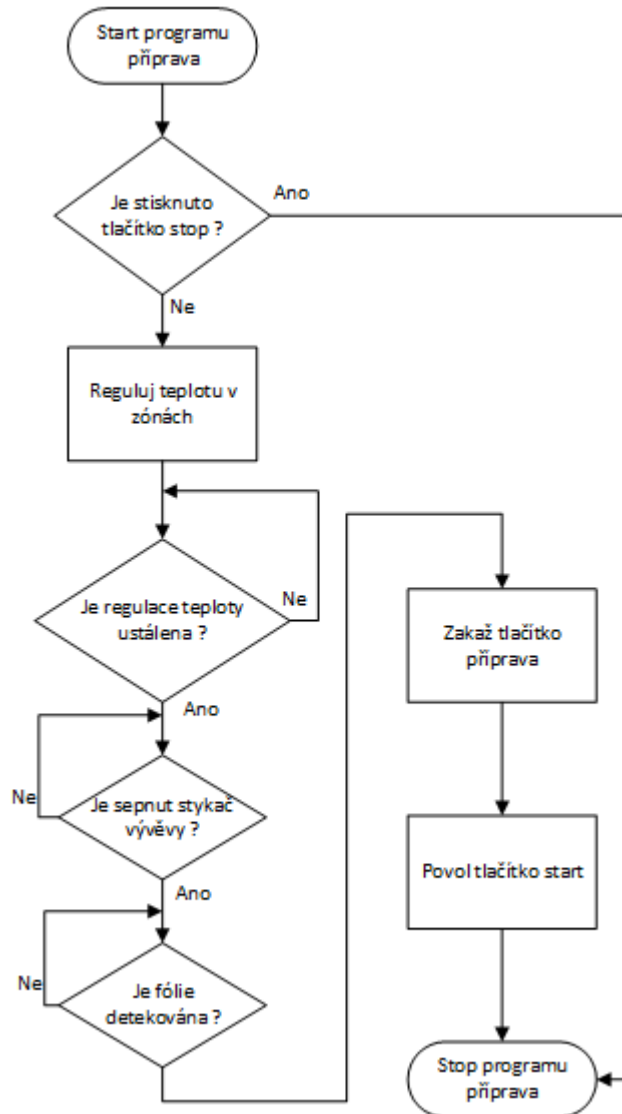 Start programu
příprava
Je stisknuto
tlačítko stop ?
Ano
Ne
Reguluj teplotu v
zónách
Je regulace teploty
ustálena ?
Ne
Ano
Je sepnut stykač
vývěvy ?
Ne
Ano
Je fólie
detekována ?
Ne
Zakaž tlačítko
příprava
Povol tlačítko start
Stop programu
příprava